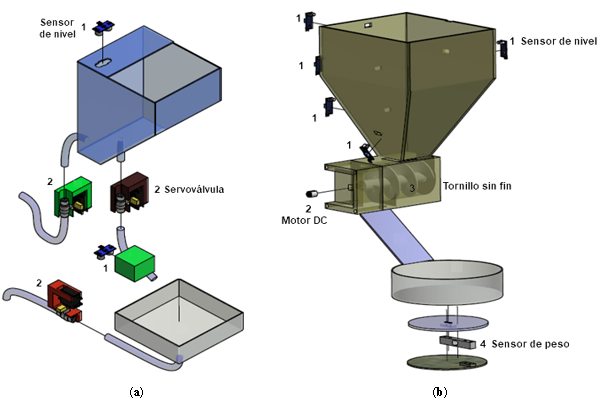 Sensor
de nivel
1
2
2 Servoválvula
1
2
(a)
1
1 Sensor de nivel
1
1
1
3
Tornillo sin fin
2
Motor DC
4 Sensor de peso
(b)